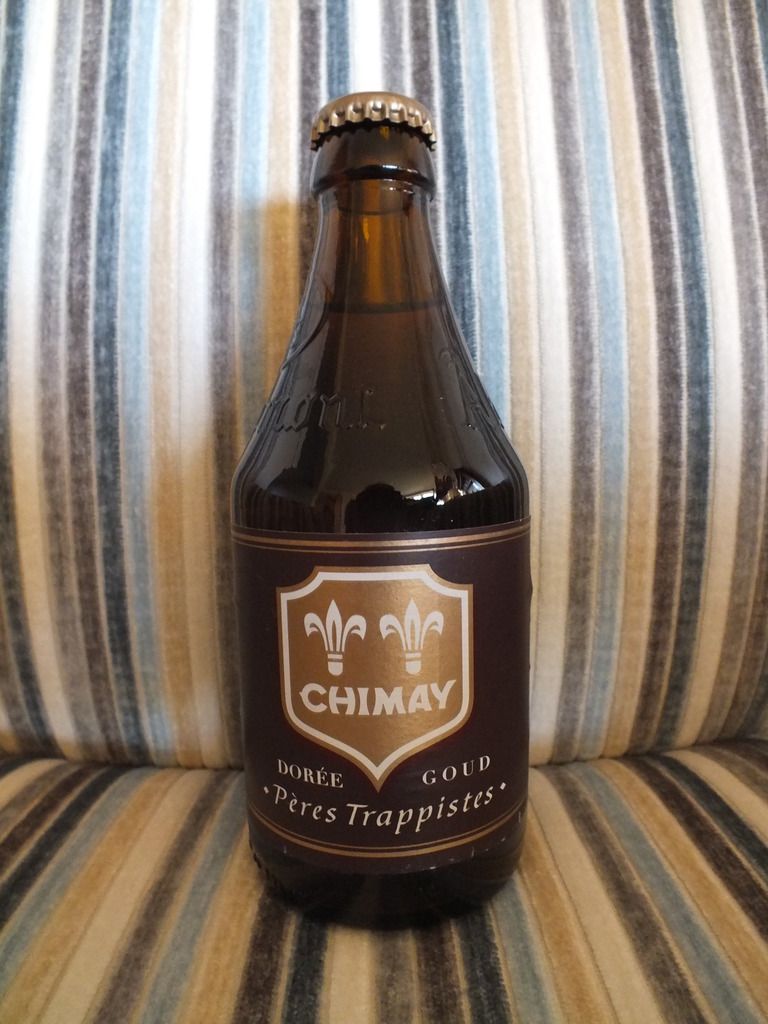 CHIMAY
DORÉE GOUD
·Pères Trappistes·